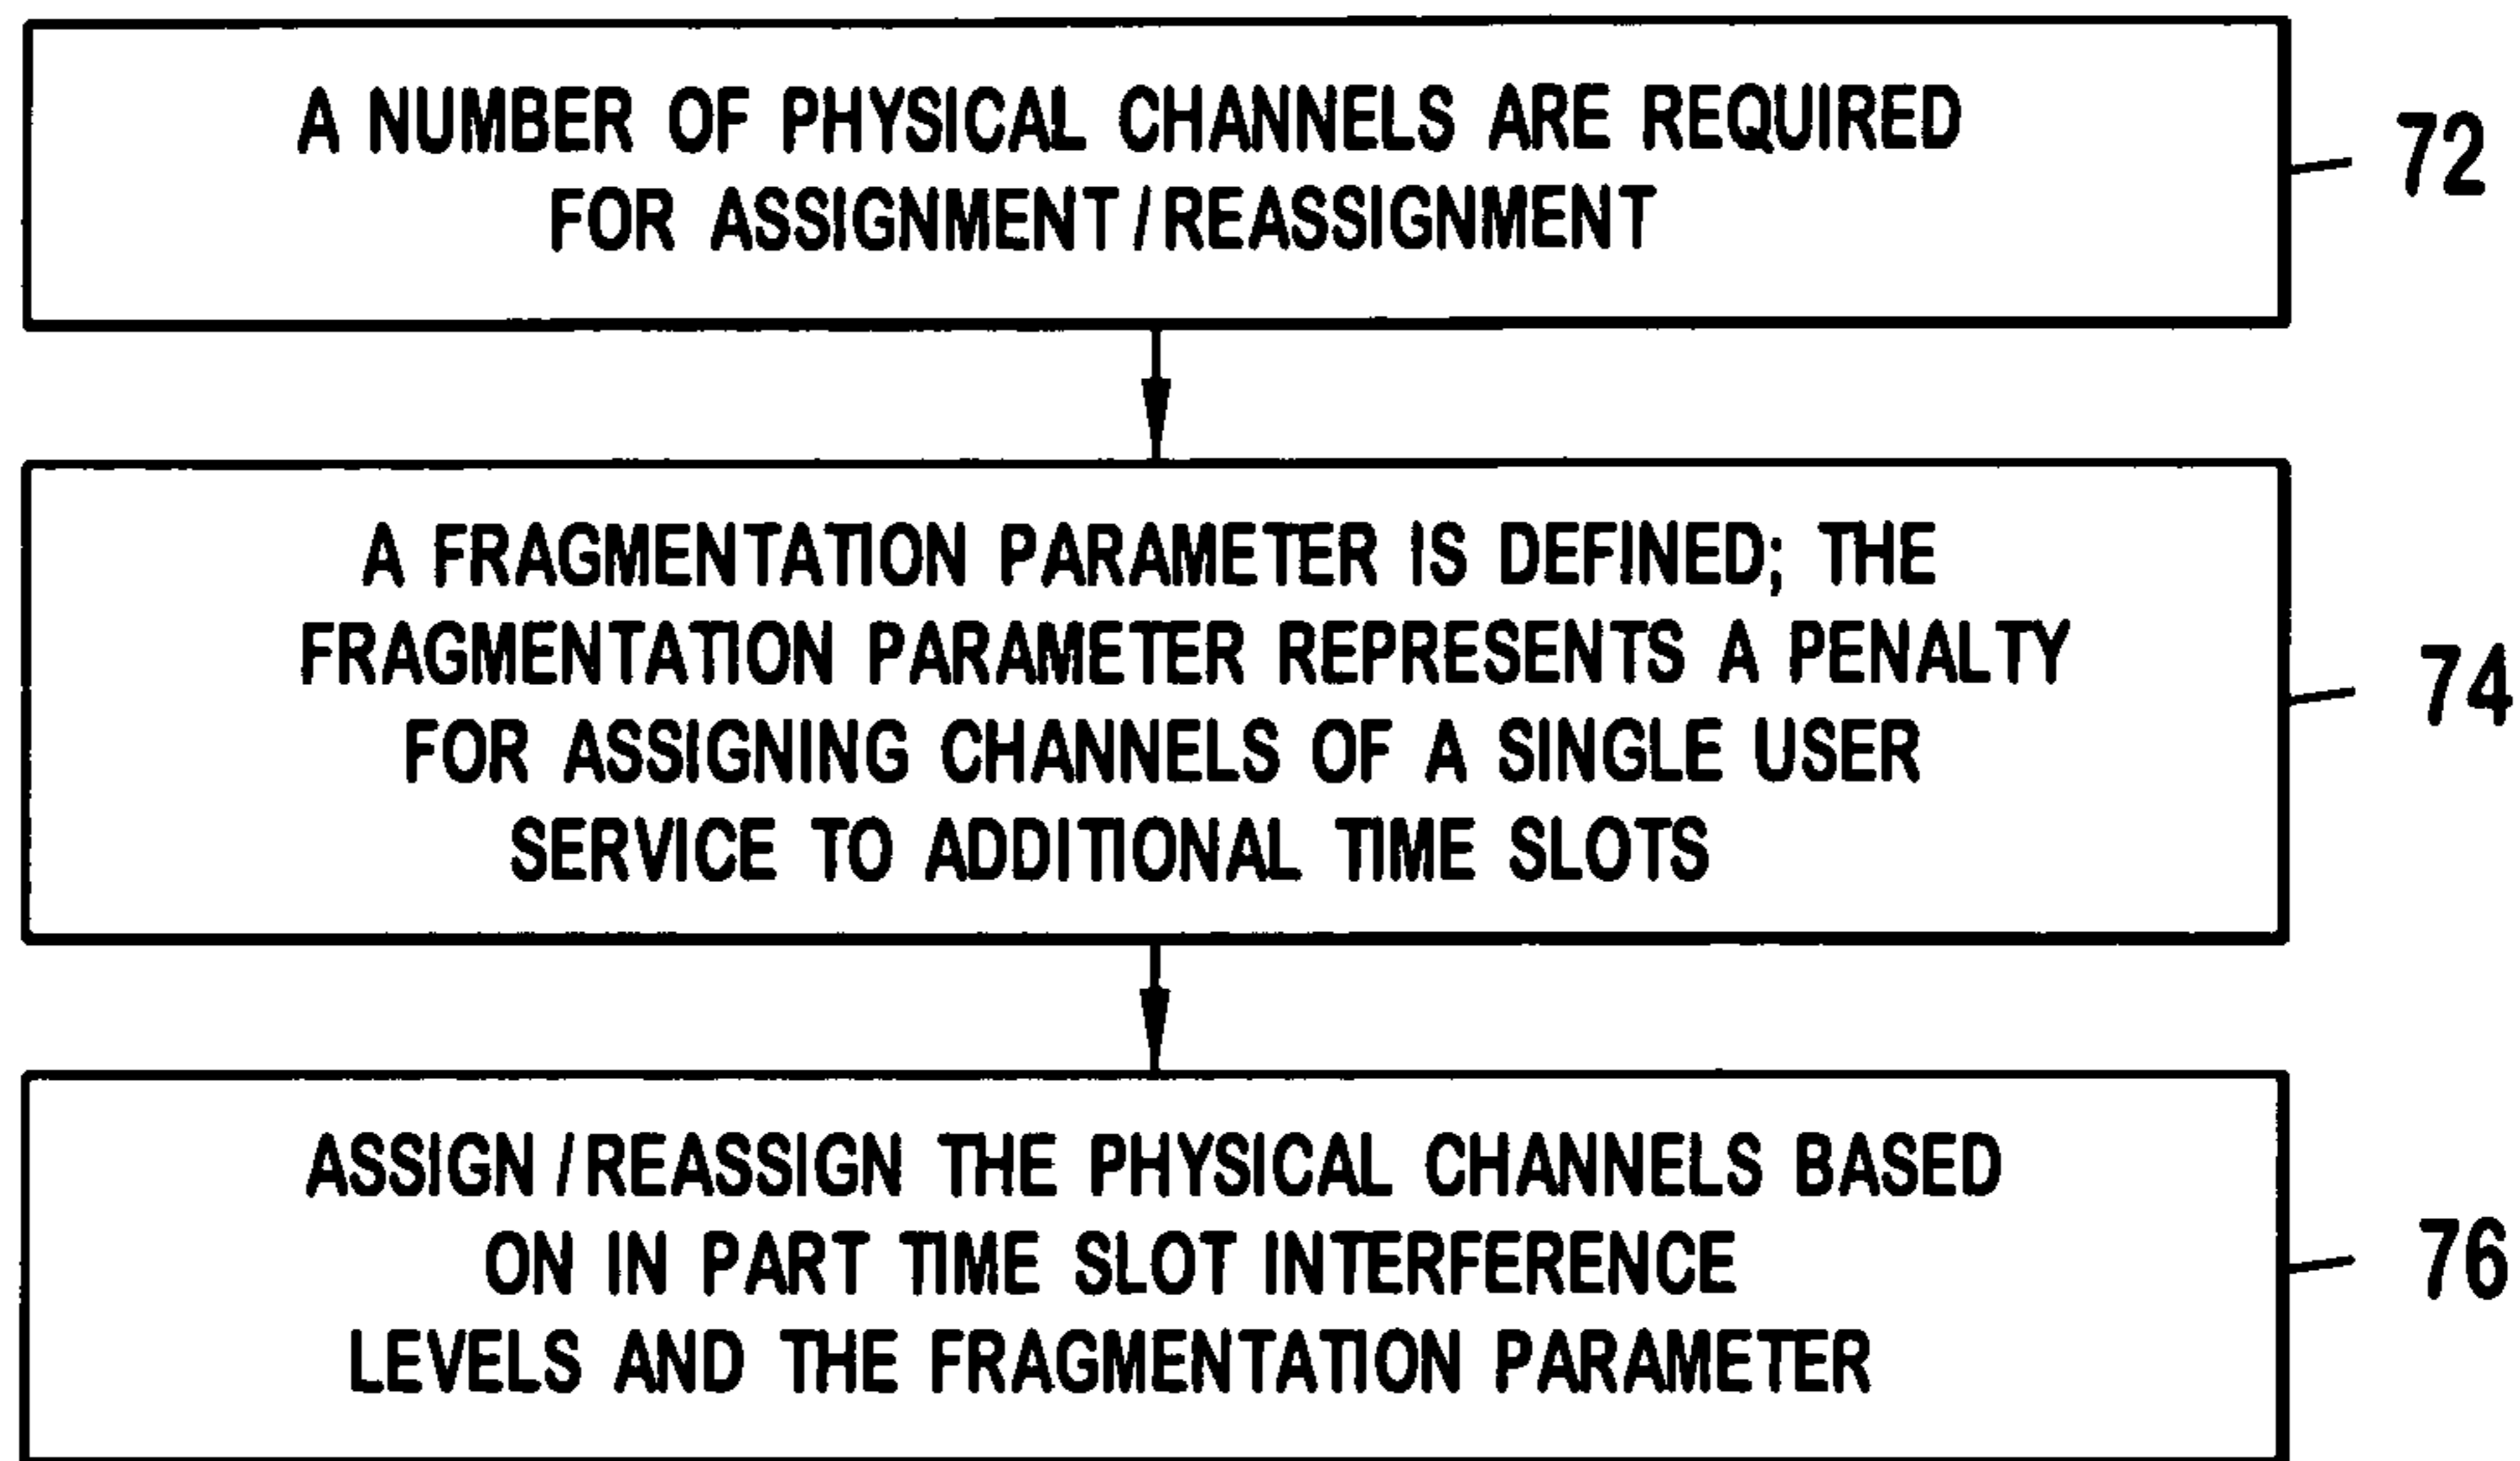 A NUMBER OF PHYSICAL CHANNELS ARE REQUIRED
FOR ASSIGNMENT/REASSIGNMENT
72
A FRAGMENTATION PARAMETER IS DEFINED; THE
FRAGMENTATION PARAMETER REPRESENTS A PENALTY
FOR ASSIGNING CHANNELS OF A SINGLE USER
SERVICE TO ADDITIONAL TIME SLOTS
74
ASSIGN/REASSIGN THE PHYSICAL CHANNELS BASED
ON IN PART TIME SLOT INTERFERENCE
LEVELS AND THE FRAGMENTATION PARAMETER
76